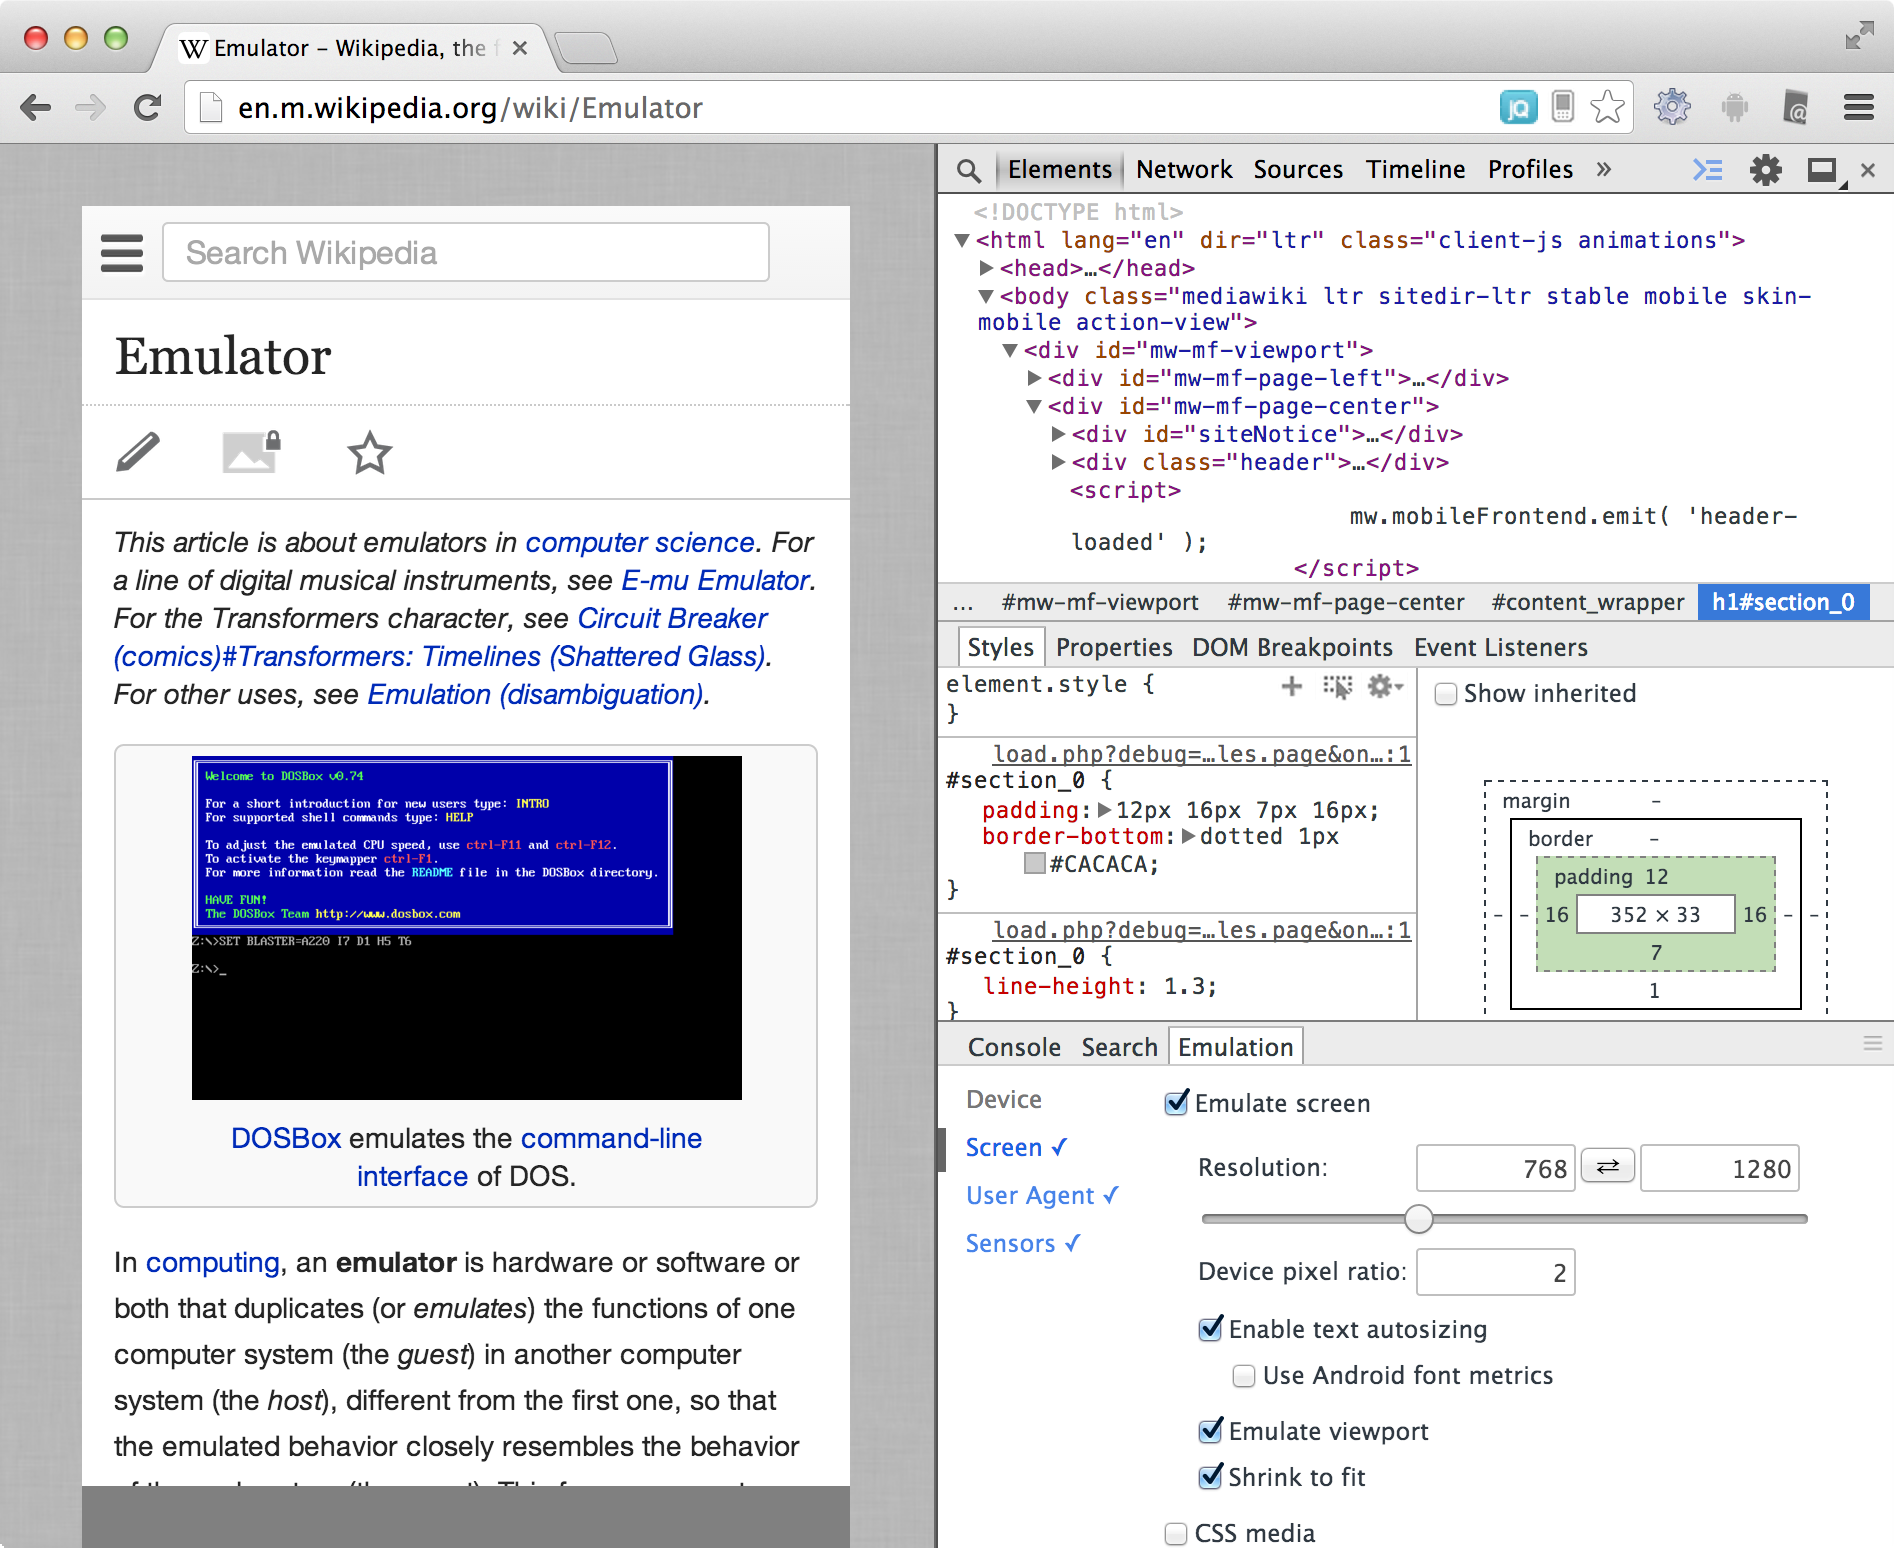 W Emulator – Wikipedia, the f ×
en.m.wikipedia.org/wiki/Emulator
jQ
@
Search Wikipedia
Emulator
This article is about emulators in computer science. For
a line of digital musical instruments, see E-mu Emulator.
For the Transformers character, see Circuit Breaker
(comics)#Transformers: Timelines (Shattered Glass).
For other uses, see Emulation (disambiguation).
Welcome to DOSBox v0.74
For a short introduction for new users type: INTRO
For supported shell commands type: HELP
To adjust the emulated CPU speed, use ctrl-F11 and ctrl-F12.
To activate the keymapper ctrl-F1.
For more information read the README file in the DOSBox directory.
HAVE FUN!
The DOSBox Team http://www.dosbox.com
Z:\>SET BLASTER=A220 I7 D1 H5 T6
Z:\>_
DOSBox emulates the command-line
interface of DOS.
In computing, an emulator is hardware or software or
both that duplicates (or emulates) the functions of one
computer system (the guest) in another computer
system (the host), different from the first one, so that
the emulated behavior closely resembles the behavior
Elements Network Sources Timeline Profiles » ×
<!DOCTYPE html>
<html lang="en" dir="ltr" class="client-js animations">
<head>…</head>
<body class="mediawiki ltr sitedir-ltr stable mobile skin-
mobile action-view">
<div id="mw-mf-viewport">
<div id="mw-mf-page-left">…</div>
<div id="mw-mf-page-center">
<div id="siteNotice">…</div>
<div class="header">…</div>
<script>
mw.mobileFrontend.emit( 'header-
loaded' );
</script>
... #mw-mf-viewport #mw-mf-page-center #content_wrapper h1#section_0
Styles Properties DOM Breakpoints Event Listeners
element.style {
}
load.php?debug=…les.page&on…:1
#section_0 {
padding: 12px 16px 7px 16px;
border-bottom: dotted 1px
#CACACA;
}
load.php?debug=…les.page&on…:1
#section_0 {
line-height: 1.3;
}
Show inherited
margin –
border –
padding 12
– – 16 352 × 33 16 – –
7
1
Console Search Emulation
Device
Screen ✓
User Agent ✓
Sensors ✓
Emulate screen
Resolution: 768 ⇄ 1280
Device pixel ratio: 2
Enable text autosizing
Use Android font metrics
Emulate viewport
Shrink to fit
CSS media